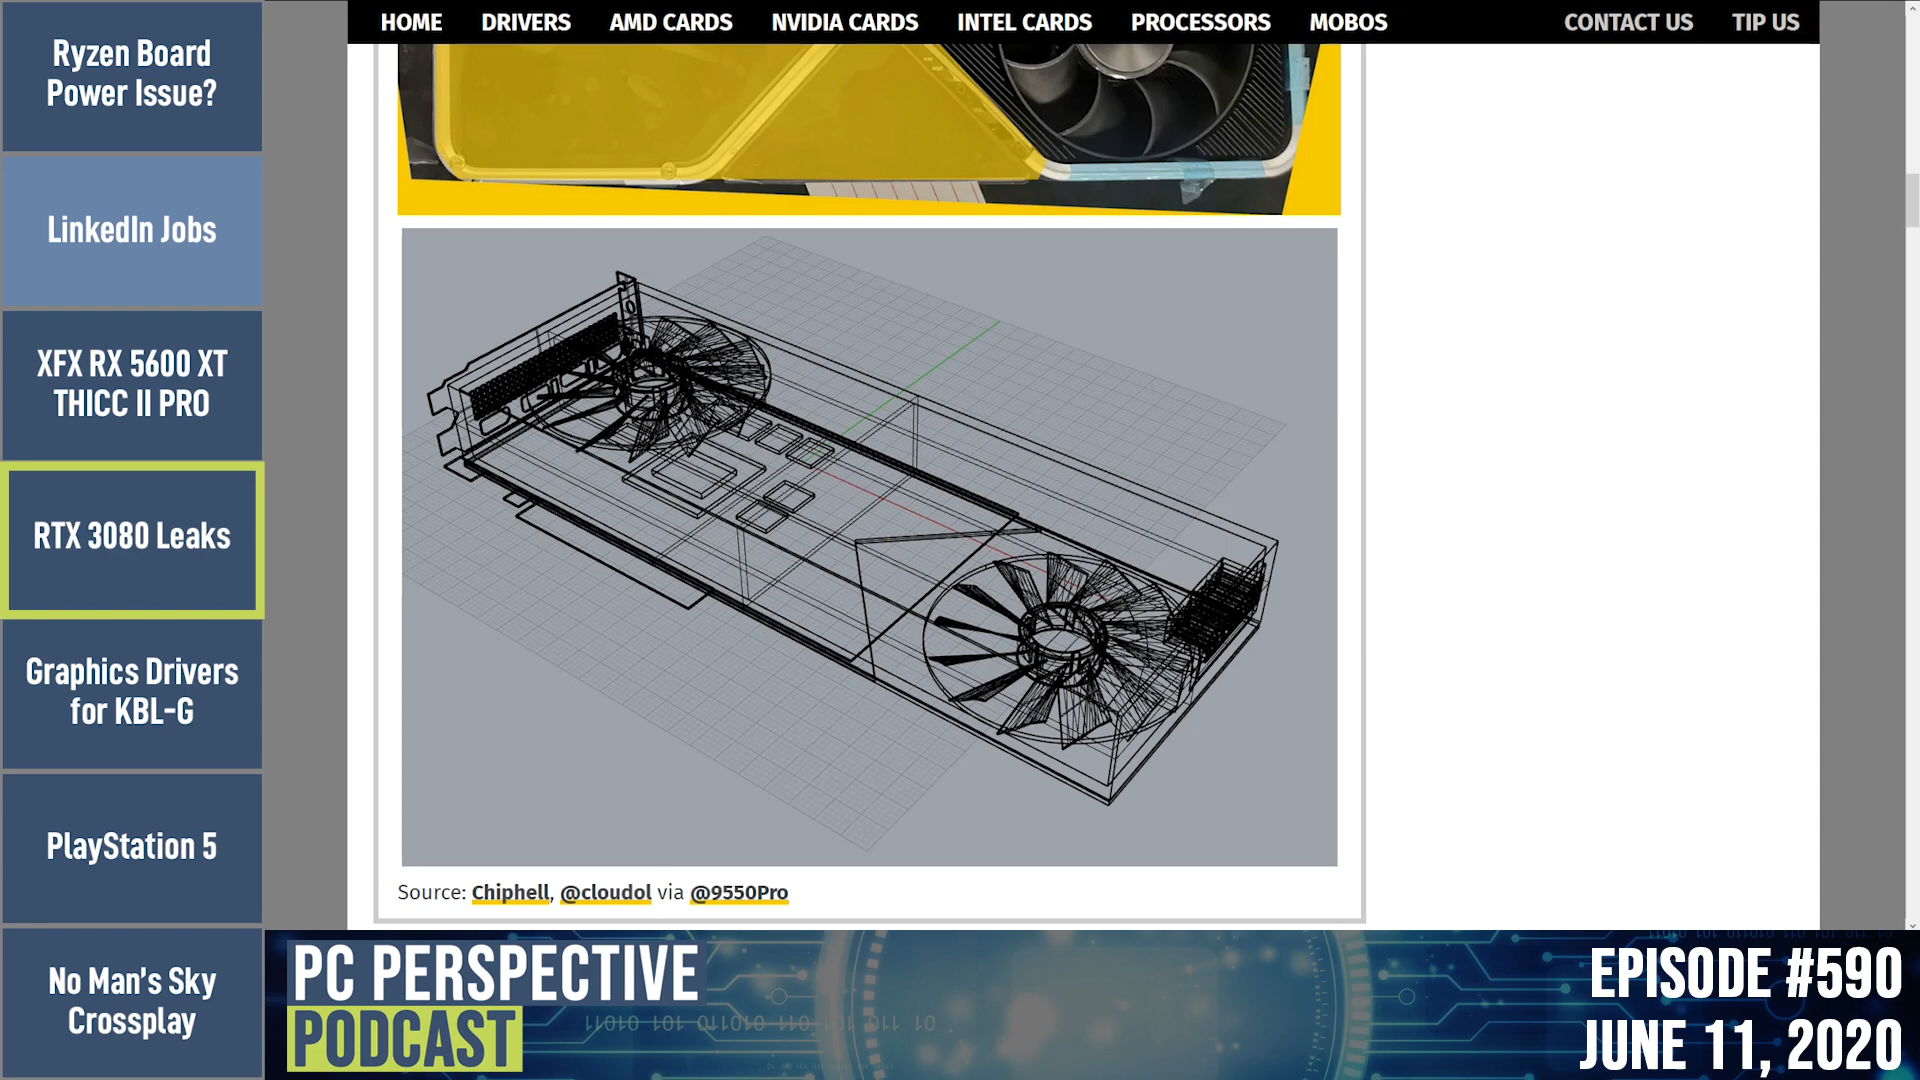 Ryzen Board
Power Issue?
LinkedIn Jobs
XFX RX 5600 XT
THICC II PRO
RTX 3080 Leaks
Graphics Drivers
for KBL-G
PlayStation 5
No Man's Sky
Crossplay
HOME DRIVERS AMD CARDS NVIDIA CARDS INTEL CARDS PROCESSORS MOBOS CONTACT US TIP US
Source: Chiphell, @cloudol via @9550Pro
PC PERSPECTIVE
PODCAST
EPISODE #590
JUNE 11, 2020